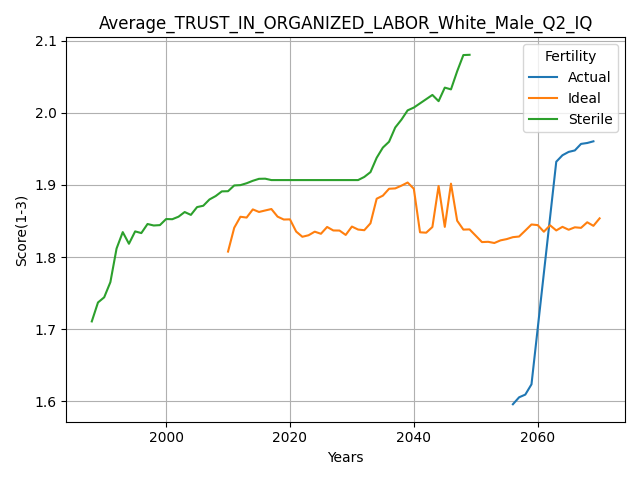 Average_TRUST_IN_ORGANIZED_LABOR_White_Male_Q2_IQ
2.1
2.0
1.9
1.8
1.7
1.6
Score(1-3)
Fertility
Actual
Ideal
Sterile
2000
2020
2040
2060
Years